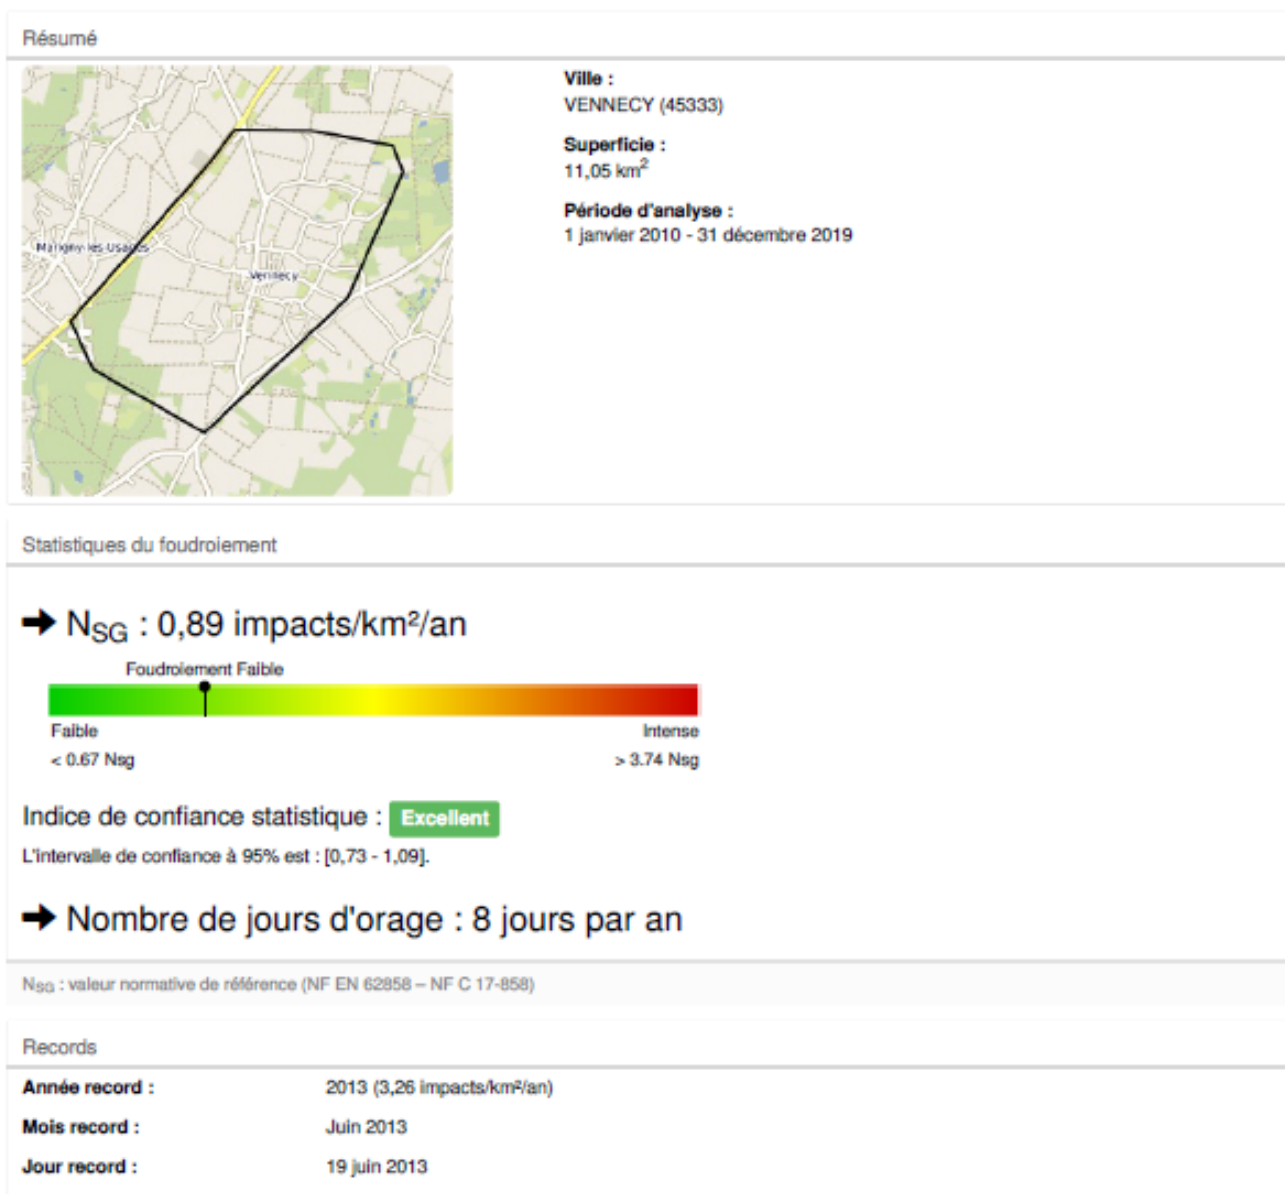 Résumé
Marigny-les-Usages
Vennecy
Ville :
VENNECY (45333)
Superficie :
11,05 km²
Période d'analyse :
1 janvier 2010 - 31 décembre 2019
Statistiques du foudroiement
➔ NSG : 0,89 impacts/km²/an
Foudroiement Faible
Faible
Intense
< 0.67 Nsg
> 3.74 Nsg
Indice de confiance statistique : Excellent
L'intervalle de confiance à 95% est : [0,73 - 1,09].
➔ Nombre de jours d'orage : 8 jours par an
NSG : valeur normative de référence (NF EN 62858 – NF C 17-858)
Records
Année record : 2013 (3,26 impacts/km²/an)
Mois record : Juin 2013
Jour record : 19 juin 2013